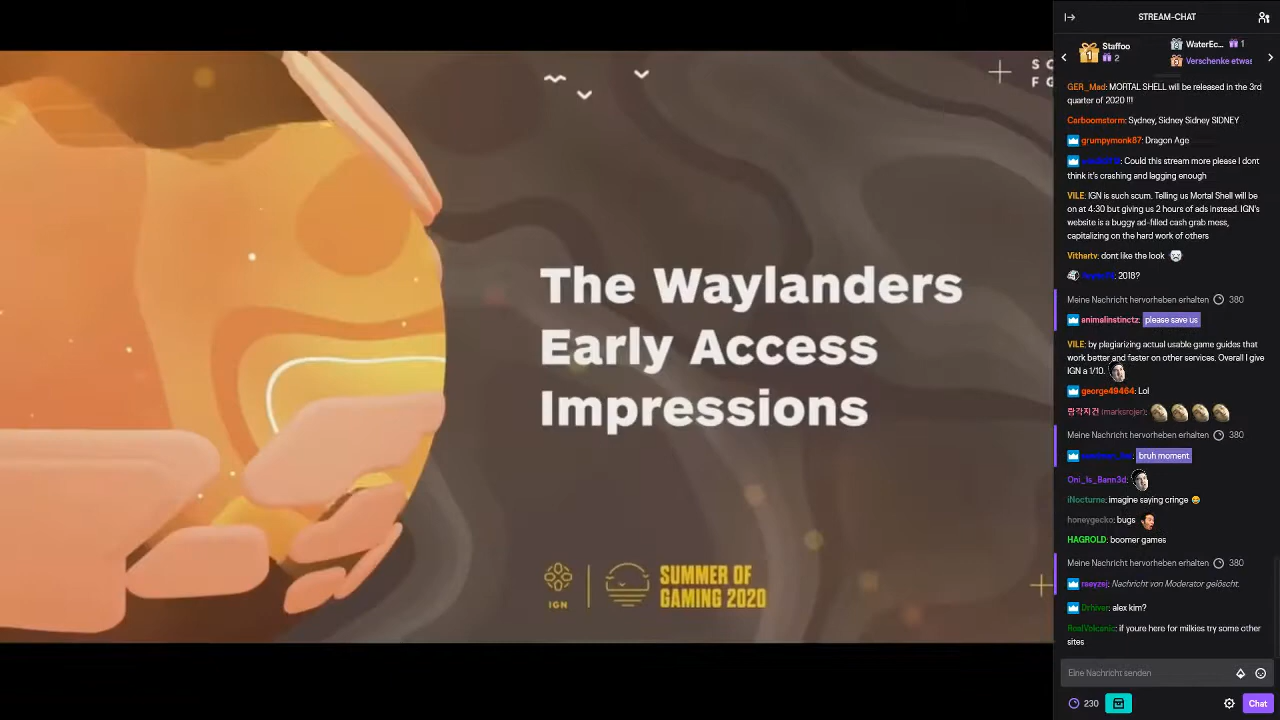 STREAM-CHAT
Staffoo
2
WaterEc... 1
Verschenke etwas
GER_Mad: MORTAL SHELL will be released in the 3rd
quarter of 2020 !!!
Carboomstorm: Sydney, Sidney Sidney SIDNEY
grumpymonk87: Dragon Age
Could this stream more please I dont
think it's crashing and lagging enough
VILE: IGN is such scum. Telling us Mortal Shell will be
on at 4:30 but giving us 2 hours of ads instead. IGN's
website is a buggy ad-filled cash grab mess,
capitalizing on the hard work of others
Vithartv: dont like the look
2018?
Meine Nachricht hervorheben erhalten 380
animalinstinctz: please save us
VILE: by plagiarizing actual usable game guides that
work better and faster on other services. Overall I give
IGN a 1/10.
george49464: Lol
(marksrojer):
Meine Nachricht hervorheben erhalten 380
bruh moment
Oni_Is_Bann3d:
iNocturne: imagine saying cringe
honeygecko: bugs
HAGROLD: boomer games
Meine Nachricht hervorheben erhalten 380
reeyzej: Nachricht von Moderator gelöscht.
Drhiver: alex kim?
RealVolcanic: if youre here for milkies try some other
sites
Eine Nachricht senden
230
Chat
The Waylanders
Early Access
Impressions
IGN
SUMMER OF
GAMING 2020